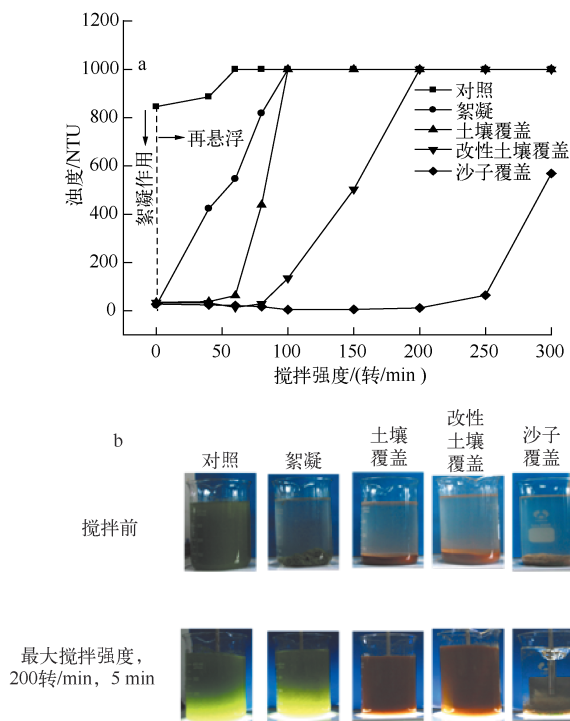 a
1000
800
600
400
200
0
浊度/NTU
絮凝作用
再悬浮
对照
絮凝
土壤覆盖
改性土壤覆盖
沙子覆盖
0 50 100 150 200 250 300
搅拌强度/(转/min)
b
对照
絮凝
土壤
覆盖
改性
土壤
覆盖
沙子
覆盖
搅拌前
最大搅拌强度，
200转/min，5 min